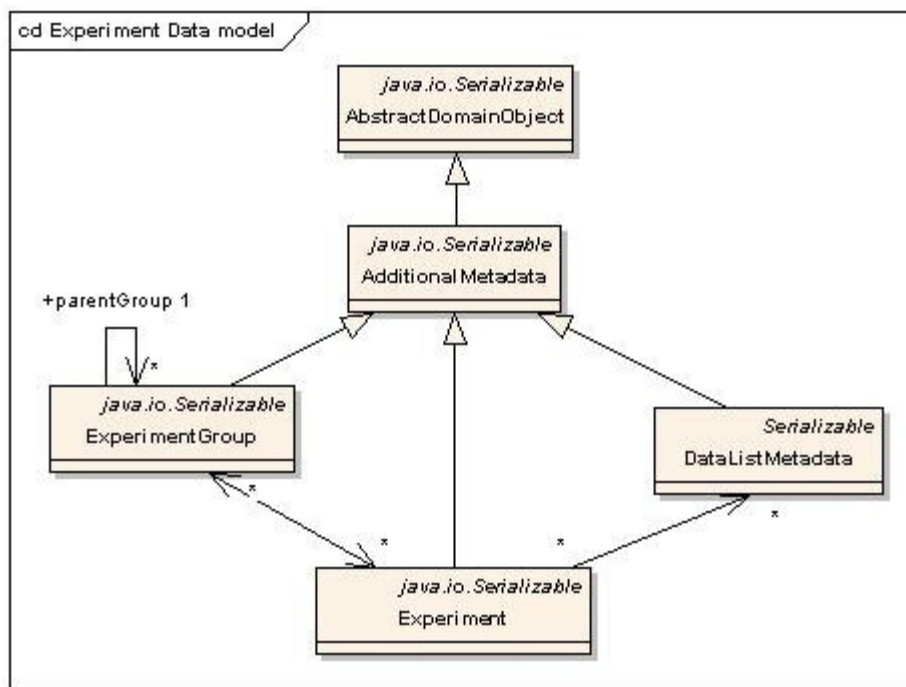 cd Experiment Data model
java.io.Serializable
AbstractDomainObject
java.io.Serializable
AdditionalMetadata
+parentGroup 1
*
java.io.Serializable
ExperimentGroup
Serializable
DataListMetadata
*
*
*
*
java.io.Serializable
Experiment